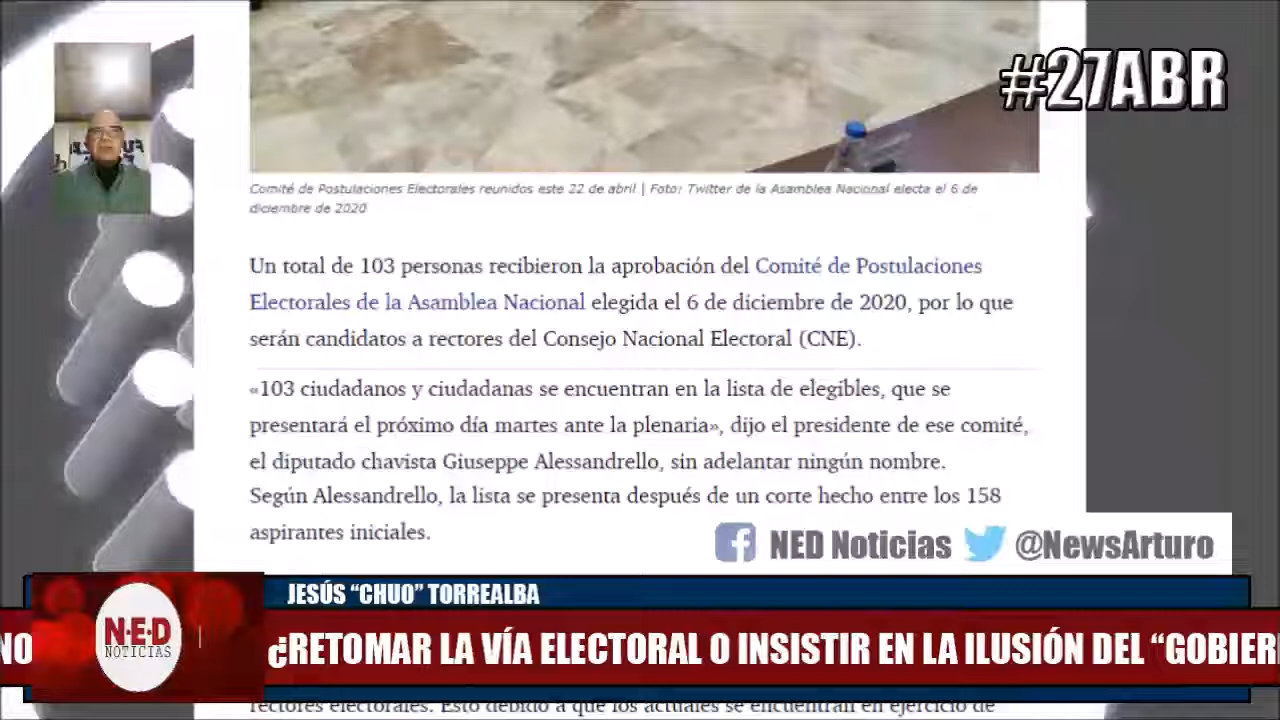 #27ABR
Comité de Postulaciones Electorales reunidos este 22 de abril | Foto: Twitter de la Asamblea Nacional electa el 6 de
diciembre de 2020
Un total de 103 personas recibieron la aprobación del Comité de Postulaciones
Electorales de la Asamblea Nacional elegida el 6 de diciembre de 2020, por lo que
serán candidatos a rectores del Consejo Nacional Electoral (CNE).
«103 ciudadanos y ciudadanas se encuentran en la lista de elegibles, que se
presentará el próximo día martes ante la plenaria», dijo el presidente de ese comité,
el diputado chavista Giuseppe Alessandrello, sin adelantar ningún nombre.
Según Alessandrello, la lista se presenta después de un corte hecho entre los 158
aspirantes iniciales.
NED Noticias @NewsArturo
JESÚS “CHUO” TORREALBA
NO
N·E·D
NOTICIAS
¿RETOMAR LA VÍA ELECTORAL O INSISTIR EN LA ILUSIÓN DEL “GOBIER
rectores electorales. Esto debido a que los actuales se encuentran en ejercicio de